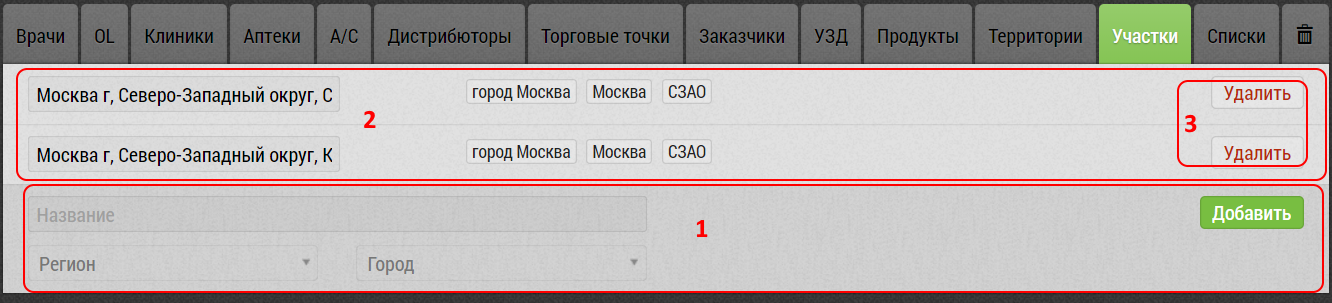 Врачи OL Клиники Аптеки А/С Дистрибюторы Торговые точки Заказчики УЗД Продукты Территории Участки Списки
Москва г, Северо-Западный округ, С город Москва Москва СЗАО Удалить
2 3
Москва г, Северо-Западный округ, К город Москва Москва СЗАО Удалить
Название Добавить
1
Регион Город